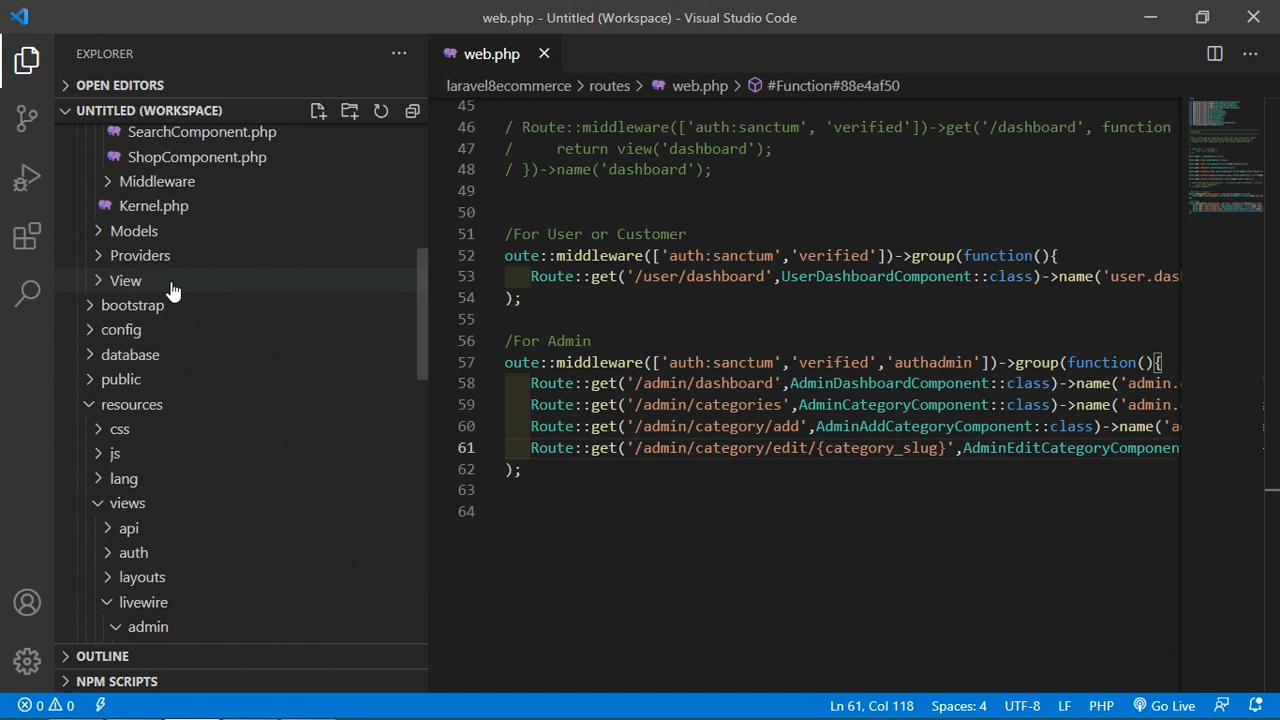 web.php - Untitled (Workspace) - Visual Studio Code
EXPLORER
OPEN EDITORS
UNTITLED (WORKSPACE)
SearchComponent.php
ShopComponent.php
Middleware
Kernel.php
Models
Providers
View
bootstrap
config
database
public
resources
css
js
lang
views
api
auth
layouts
livewire
admin
OUTLINE
NPM SCRIPTS
web.php
laravel8ecommerce > routes > web.php > #Function#88e4af50
45
46 / Route::middleware(['auth:sanctum', 'verified'])->get('/dashboard', function
47 /     return view('dashboard');
48 / })->name('dashboard');
49
50
51 /For User or Customer
52 oute::middleware(['auth:sanctum','verified'])->group(function(){
53 Route::get('/user/dashboard',UserDashboardComponent::class)->name('user.das
54 );
55
56 /For Admin
57 oute::middleware(['auth:sanctum','verified','authadmin'])->group(function(){
58 Route::get('/admin/dashboard',AdminDashboardComponent::class)->name('admin.
59 Route::get('/admin/categories',AdminCategoryComponent::class)->name('admin.
60 Route::get('/admin/category/add',AdminAddCategoryComponent::class)->name('a
61 Route::get('/admin/category/edit/{category_slug}',AdminEditCategoryComponent
62 );
63
64
0 0
Ln 61, Col 118
Spaces: 4
UTF-8
LF
PHP
Go Live